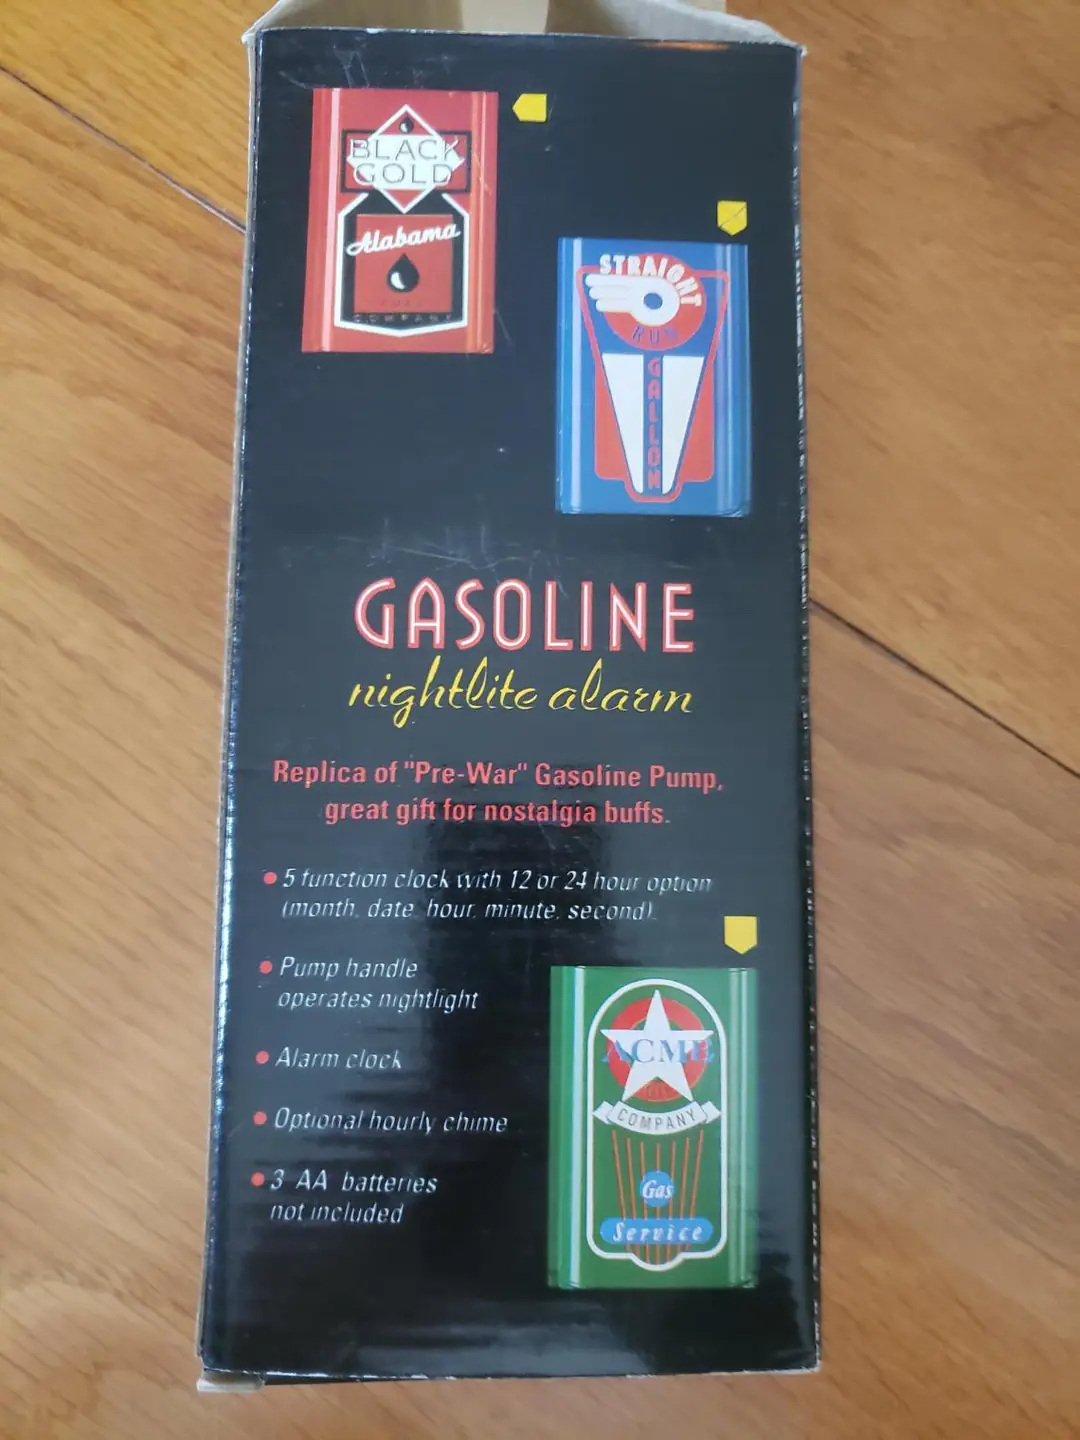 BLACK
GOLD
Alabama
COMPANY
STRAIGHT
RUN
GALLON
GASOLINE
nightlite alarm
Replica of "Pre-War" Gasoline Pump,
great gift for nostalgia buffs.
5 function clock with 12 or 24 hour option
(month, date, hour, minute, second).
Pump handle
operates nightlight
Alarm clock
Optional hourly chime
3 AA batteries
not included
ACME
COMPANY
Gas
Service